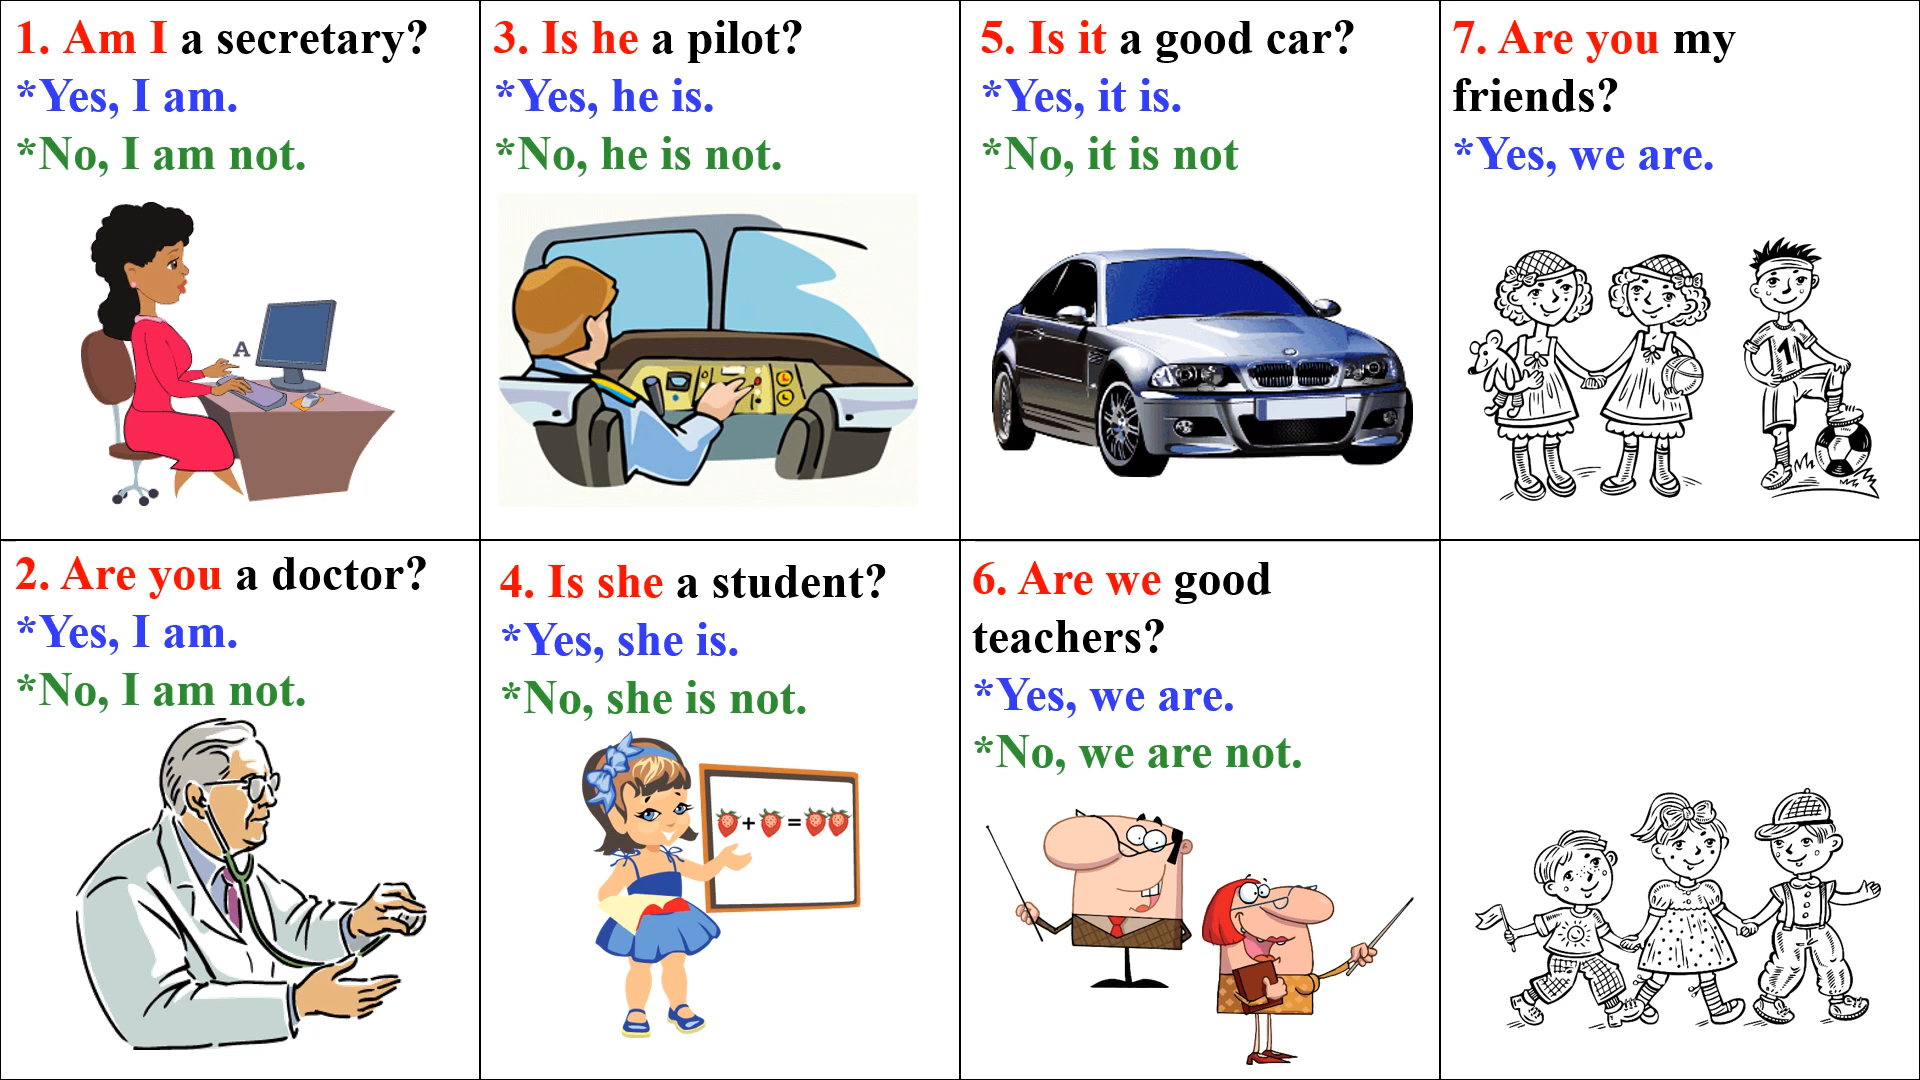 1. Am I a secretary?
*Yes, I am.
*No, I am not.
A
2. Are you a doctor?
*Yes, I am.
*No, I am not.
3. Is he a pilot?
*Yes, he is.
*No, he is not.
4. Is she a student?
*Yes, she is.
*No, she is not.
+ =
5. Is it a good car?
*Yes, it is.
*No, it is not
6. Are we good
teachers?
*Yes, we are.
*No, we are not.
7. Are you my
friends?
*Yes, we are.
1